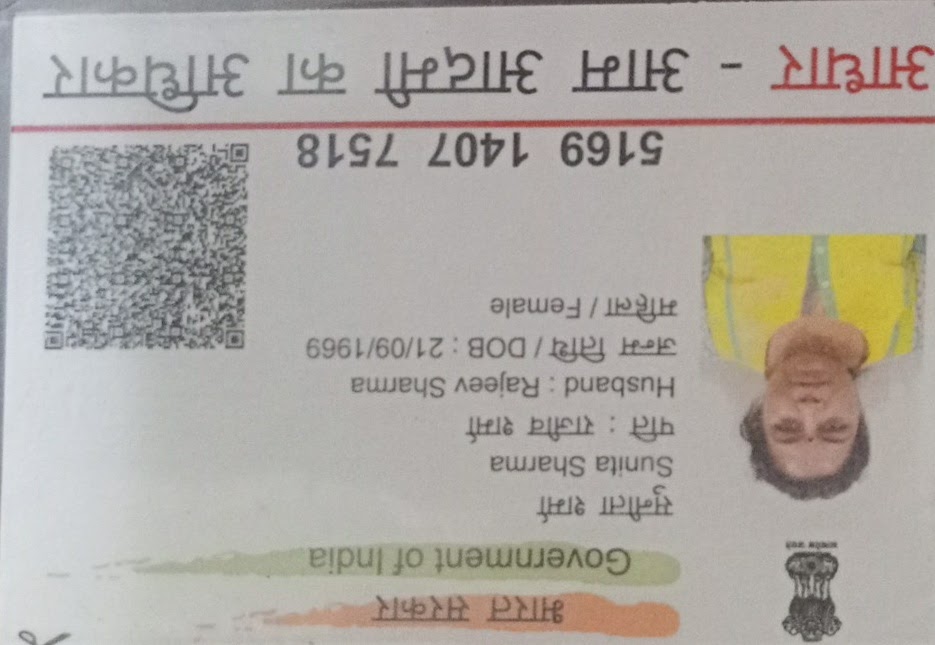 सत्यमेव जयते
भारत सरकार
Government of India
सुनीता शर्मा
Sunita Sharma
पति : राजीव शर्मा
Husband : Rajeev Sharma
जन्म तिथि / DOB : 21/09/1969
महिला / Female
5169 1407 7518
आधार - आम आदमी का अधिकार